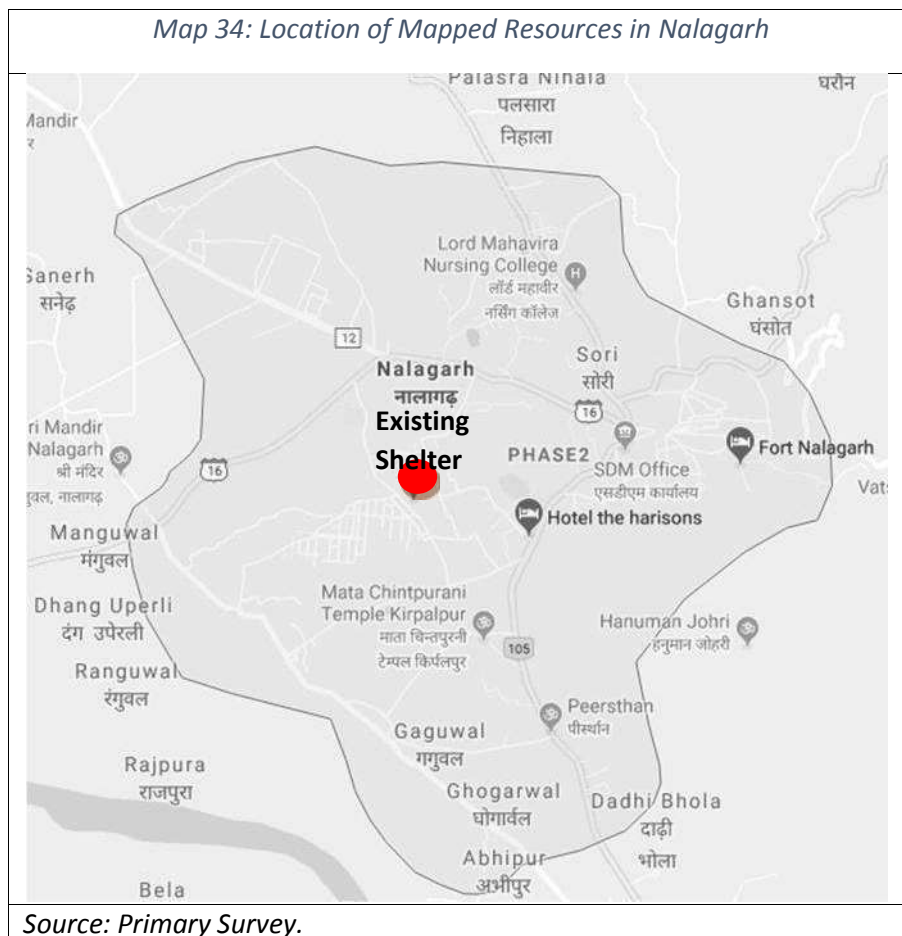 Map 34: Location of Mapped Resources in Nalagarh
Palasra Nihala
पलसारा
निहाला
घरौन
Mandir
Lord Mahavira
Nursing College
लॉर्ड महावीर
नर्सिंग कॉलेज
H
Sanerh
सनेढ़
Ghansot
घंसोत
12
Sori
सोरी
Nalagarh
नालागढ़
16
Existing
Shelter
ri Mandir
Nalagarh
श्री मंदिर
गुवल, नालागढ़
16
PHASE2
SDM Office
एसडीएम कार्यालय
Fort Nalagarh
Vats
Hotel the harisons
Manguwal
मंगुवल
Dhang Uperli
दंग उपेरली
Mata Chintpurani
Temple Kirpalpur
माता चिन्तपुरनी
टेम्पल किर्पलपुर
Hanuman Johri
हनुमान जोहरी
105
Ranguwal
रंगुवल
Peersthan
पीरस्थान
Gaguwal
गगुवल
Rajpura
राजपुरा
Ghogarwal
घोगार्वल
Dadhi Bhola
दाढ़ी
भोला
Abhipur
अभीपुर
Bela
Source: Primary Survey.